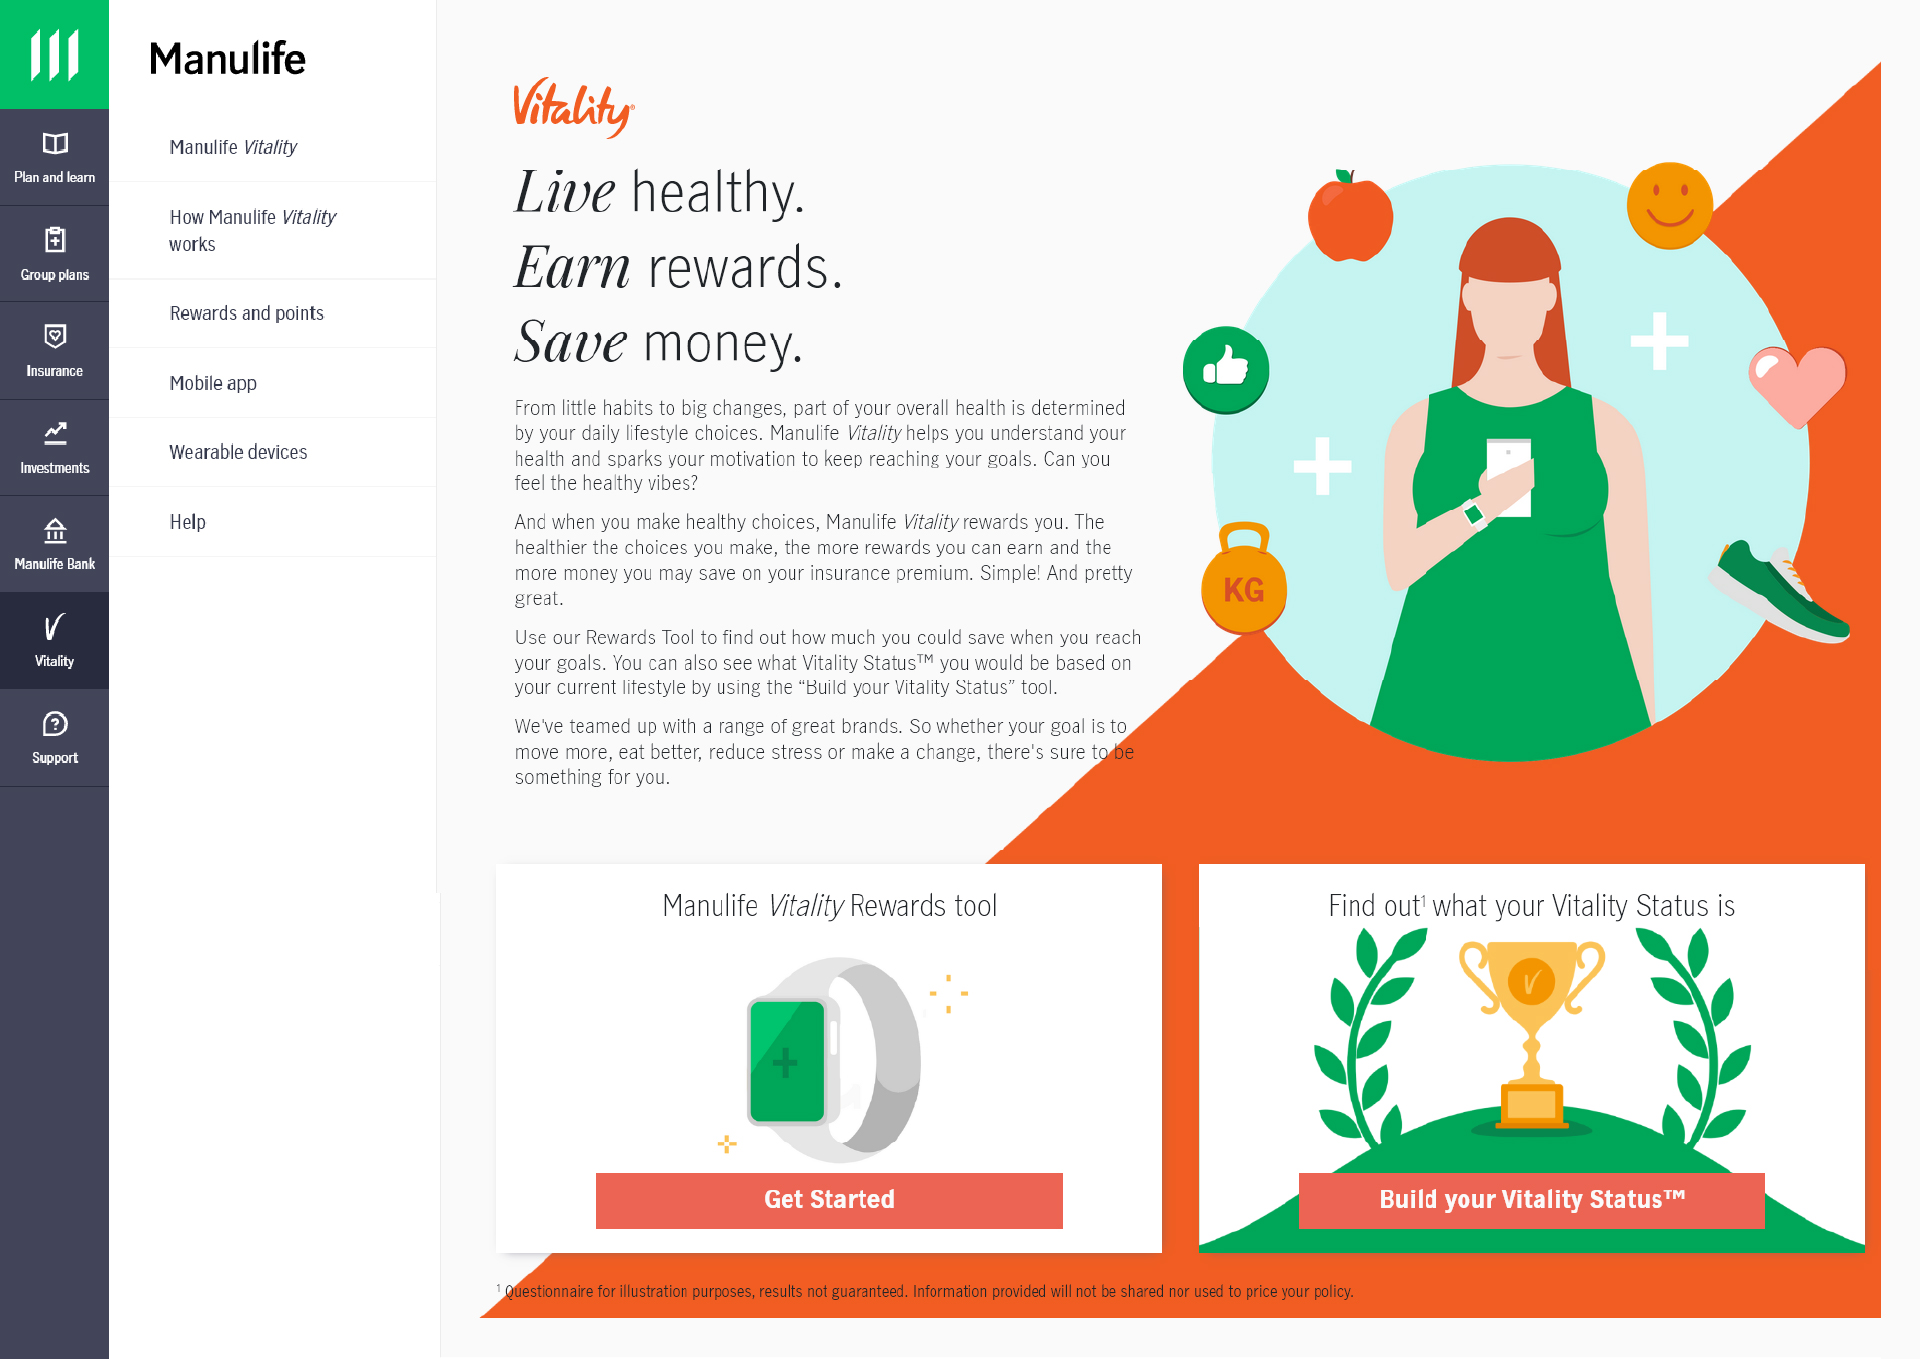 Plan and learn
Group plans
Insurance
Investments
Manulife Bank
Vitality
Support
Manulife
Manulife Vitality
How Manulife Vitality
works
Rewards and points
Mobile app
Wearable devices
Help
Vitality®
Live healthy.
Earn rewards.
Save money.
From little habits to big changes, part of your overall health is determined
by your daily lifestyle choices. Manulife Vitality helps you understand your
health and sparks your motivation to keep reaching your goals. Can you
feel the healthy vibes?
And when you make healthy choices, Manulife Vitality rewards you. The
healthier the choices you make, the more rewards you can earn and the
more money you may save on your insurance premium. Simple! And pretty
great.
Use our Rewards Tool to find out how much you could save when you reach
your goals. You can also see what Vitality Status™ you would be based on
your current lifestyle by using the “Build your Vitality Status” tool.
We've teamed up with a range of great brands. So whether your goal is to
move more, eat better, reduce stress or make a change, there's sure to be
something for you.
KG
Manulife Vitality Rewards tool
Get Started
Find out¹ what your Vitality Status is
Build your Vitality Status™
¹ Questionnaire for illustration purposes, results not guaranteed. Information provided will not be shared nor used to price your policy.